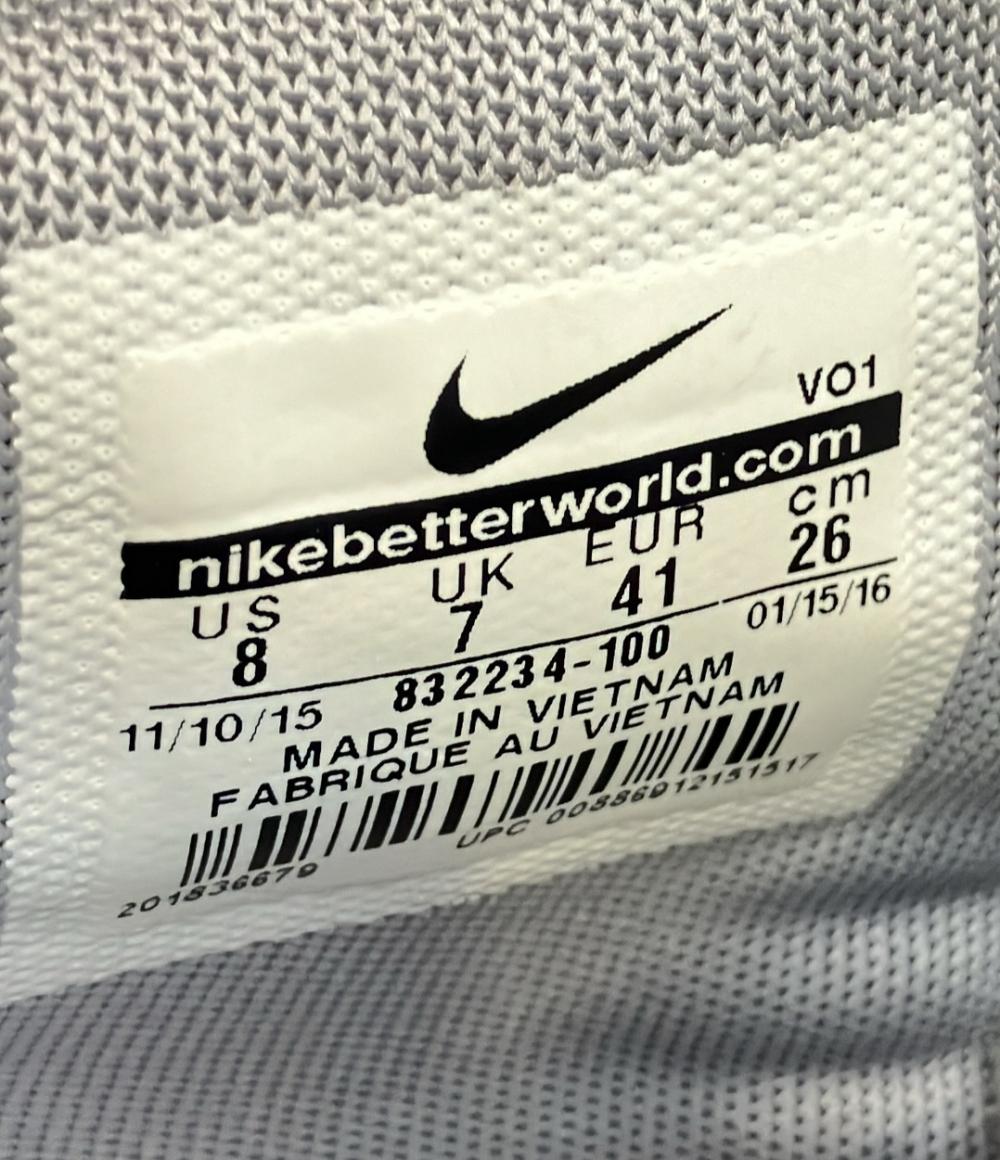 VO1
nikebetterworld.com
US UK EUR cm
8 7 41 26
11/10/15 832234-100 01/15/16
MADE IN VIETNAM
FABRIQUE AU VIETNAM
201836679 UPC 00886912151517